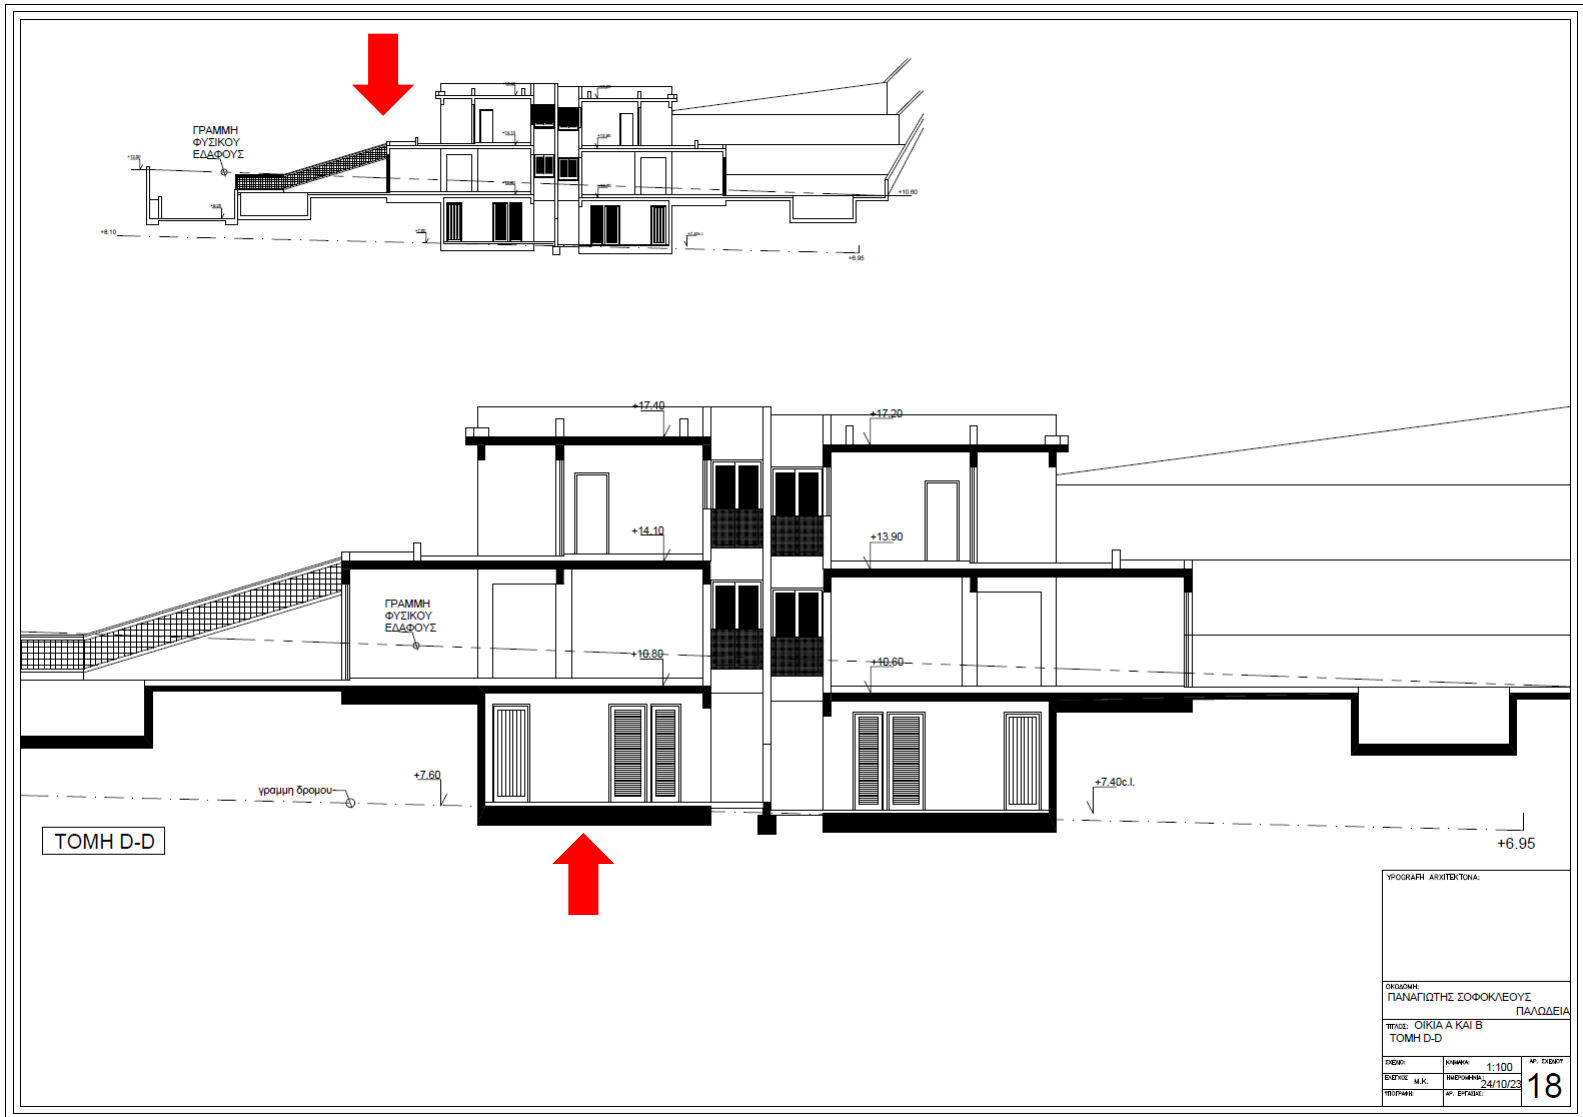 ΓΡΑΜΜΗ
ΦΥΣΙΚΟΥ
ΕΔΑΦΟΥΣ
+10.60
+8.10
+6.95
+17.40
+17.20
+14.10
+13.90
ΓΡΑΜΜΗ
ΦΥΣΙΚΟΥ
ΕΔΑΦΟΥΣ
+10.80
+10.60
+7.60
+7.40c.l.
γραμμη δρομου
+6.95
ΤΟΜΗ D-D
ΥΡΟGRAFH ΑΡΧΙΤΕΚΤΟΝΑ:
ΟΙΚΟΔΟΜΗ:
ΠΑΝΑΓΙΩΤΗΣ ΣΟΦΟΚΛΕΟΥΣ
ΠΑΛΩΔΕΙΑ
ΤΙΤΛΟΣ: ΟΙΚΙΑ Α ΚΑΙ Β
ΤΟΜΗ D-D
ΣΧΕΔΙΟ: ΚΛΙΜΑΚΑ: 1:100 ΑΡ. ΣΧΕΔΙΟΥ
ΕΛΕΓΧΟΣ M.K. ΗΜΕΡΟΜΗΝΙΑ: 24/10/23 18
ΥΠΟΓΡΑΦΗ: ΑΡ. ΕΡΓΑΣΙΑΣ: